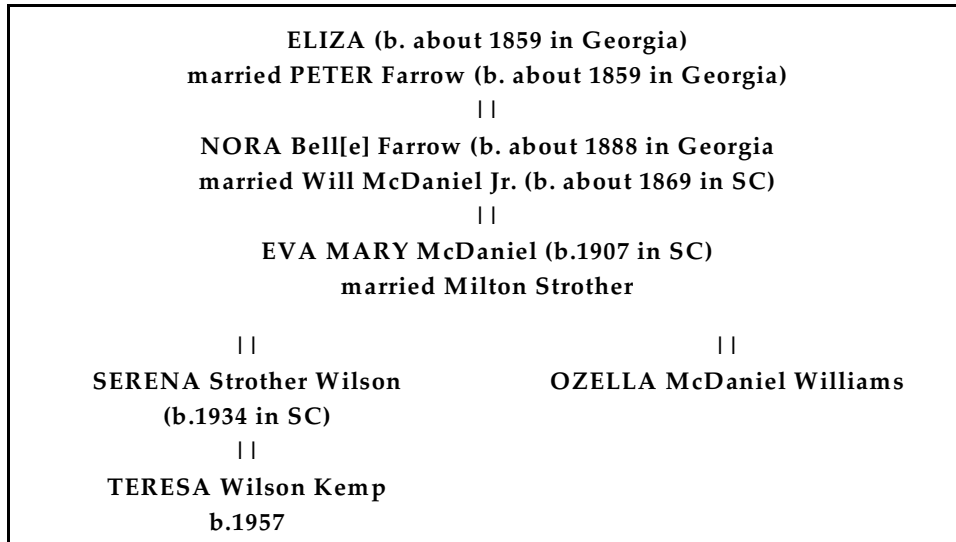 ELIZA (b. about 1859 in Georgia)
married PETER Farrow (b. about 1859 in Georgia)
||
NORA Bell[e] Farrow (b. about 1888 in Georgia
married Will McDaniel Jr. (b. about 1869 in SC)
||
EVA MARY McDaniel (b.1907 in SC)
married Milton Strother
|| ||
SERENA Strother Wilson OZELLA McDaniel Williams
(b.1934 in SC)
||
TERESA Wilson Kemp
b.1957